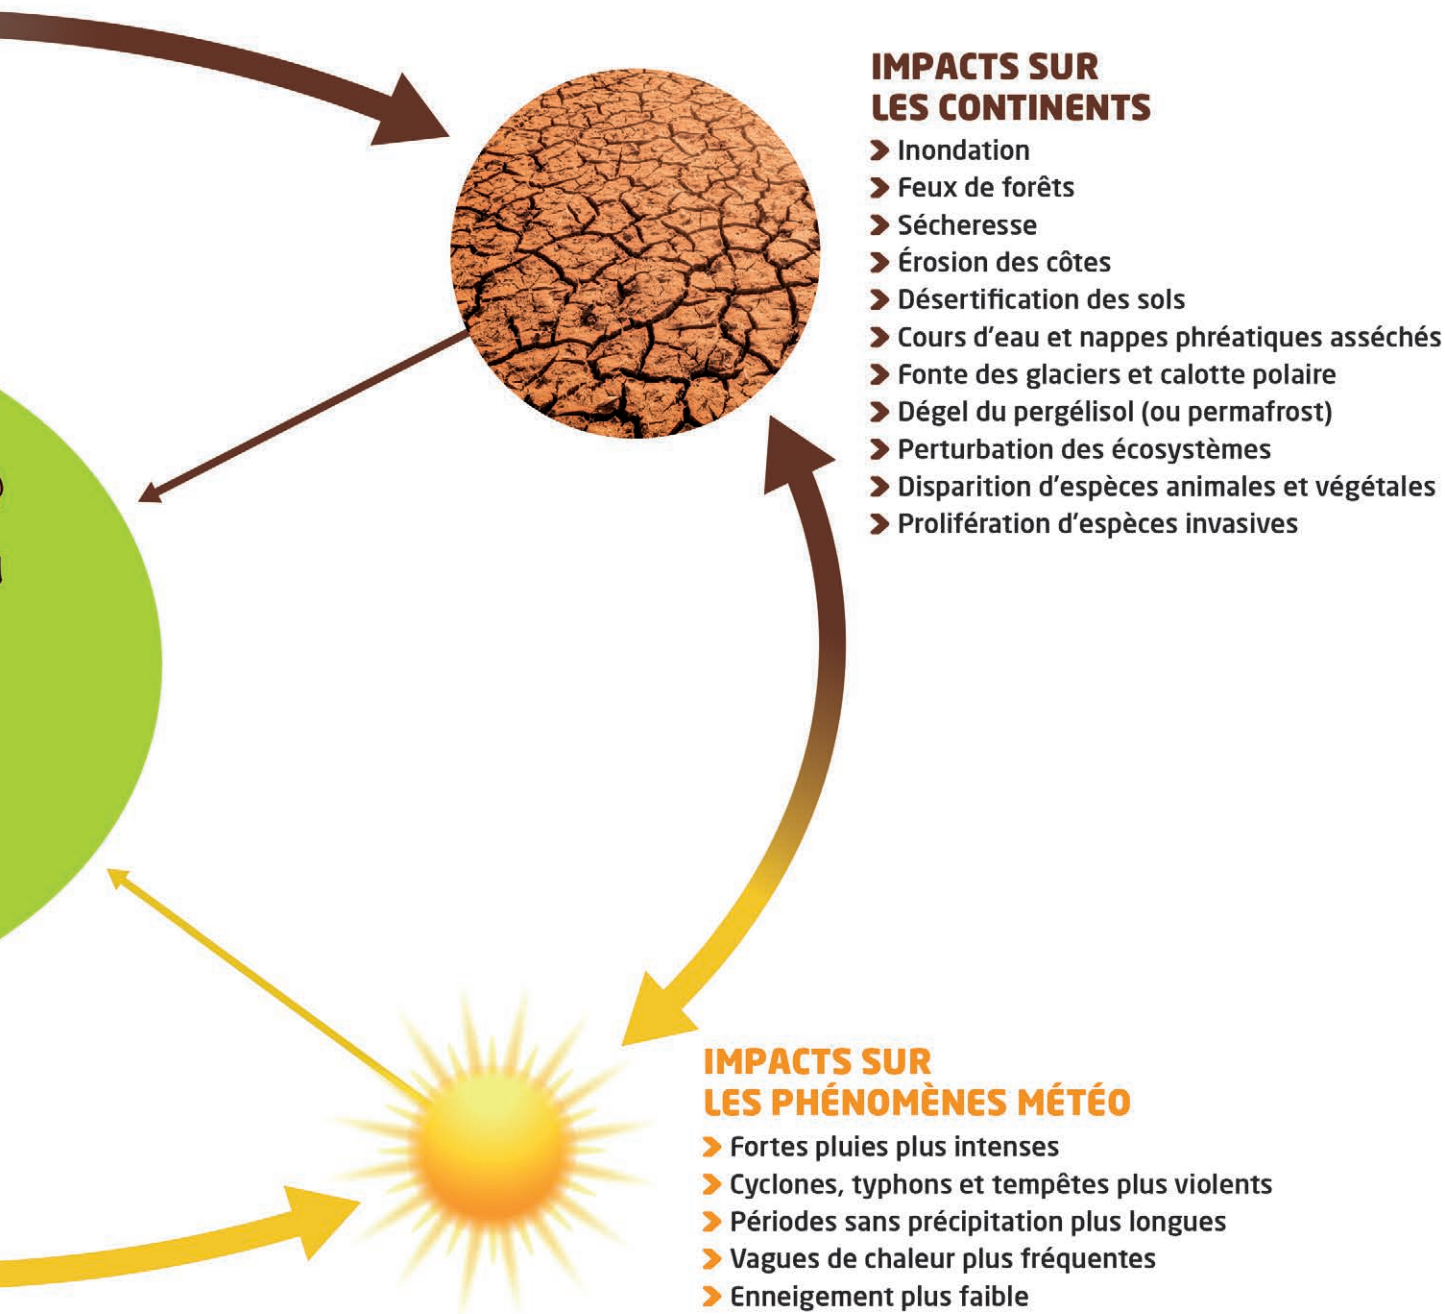 IMPACTS SUR
LES CONTINENTS
Inondation
Feux de forêts
Sécheresse
Érosion des côtes
Désertification des sols
Cours d'eau et nappes phréatiques asséchés
Fonte des glaciers et calotte polaire
Dégel du pergélisol (ou permafrost)
Perturbation des écosystèmes
Disparition d'espèces animales et végétales
Prolifération d'espèces invasives
IMPACTS SUR
LES PHÉNOMÈNES MÉTÉO
Fortes pluies plus intenses
Cyclones, typhons et tempêtes plus violents
Périodes sans précipitation plus longues
Vagues de chaleur plus fréquentes
Enneigement plus faible